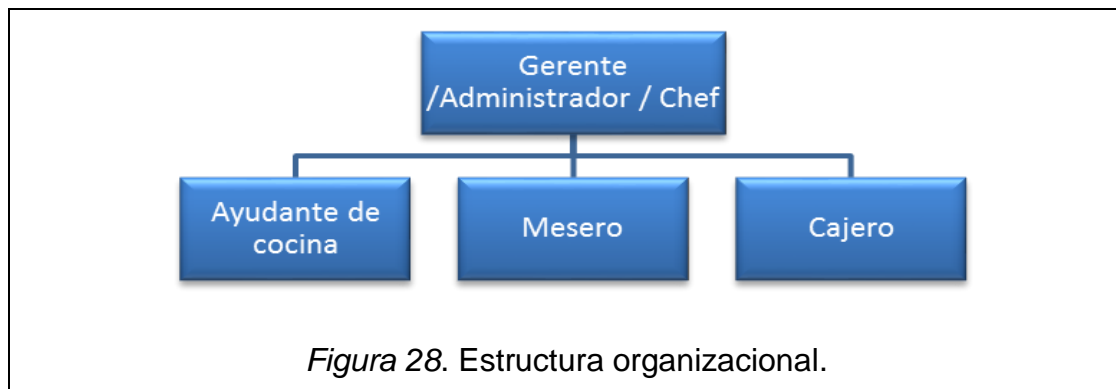 Gerente
/Administrador / Chef
Ayudante de
cocina
Mesero
Cajero
Figura 28. Estructura organizacional.